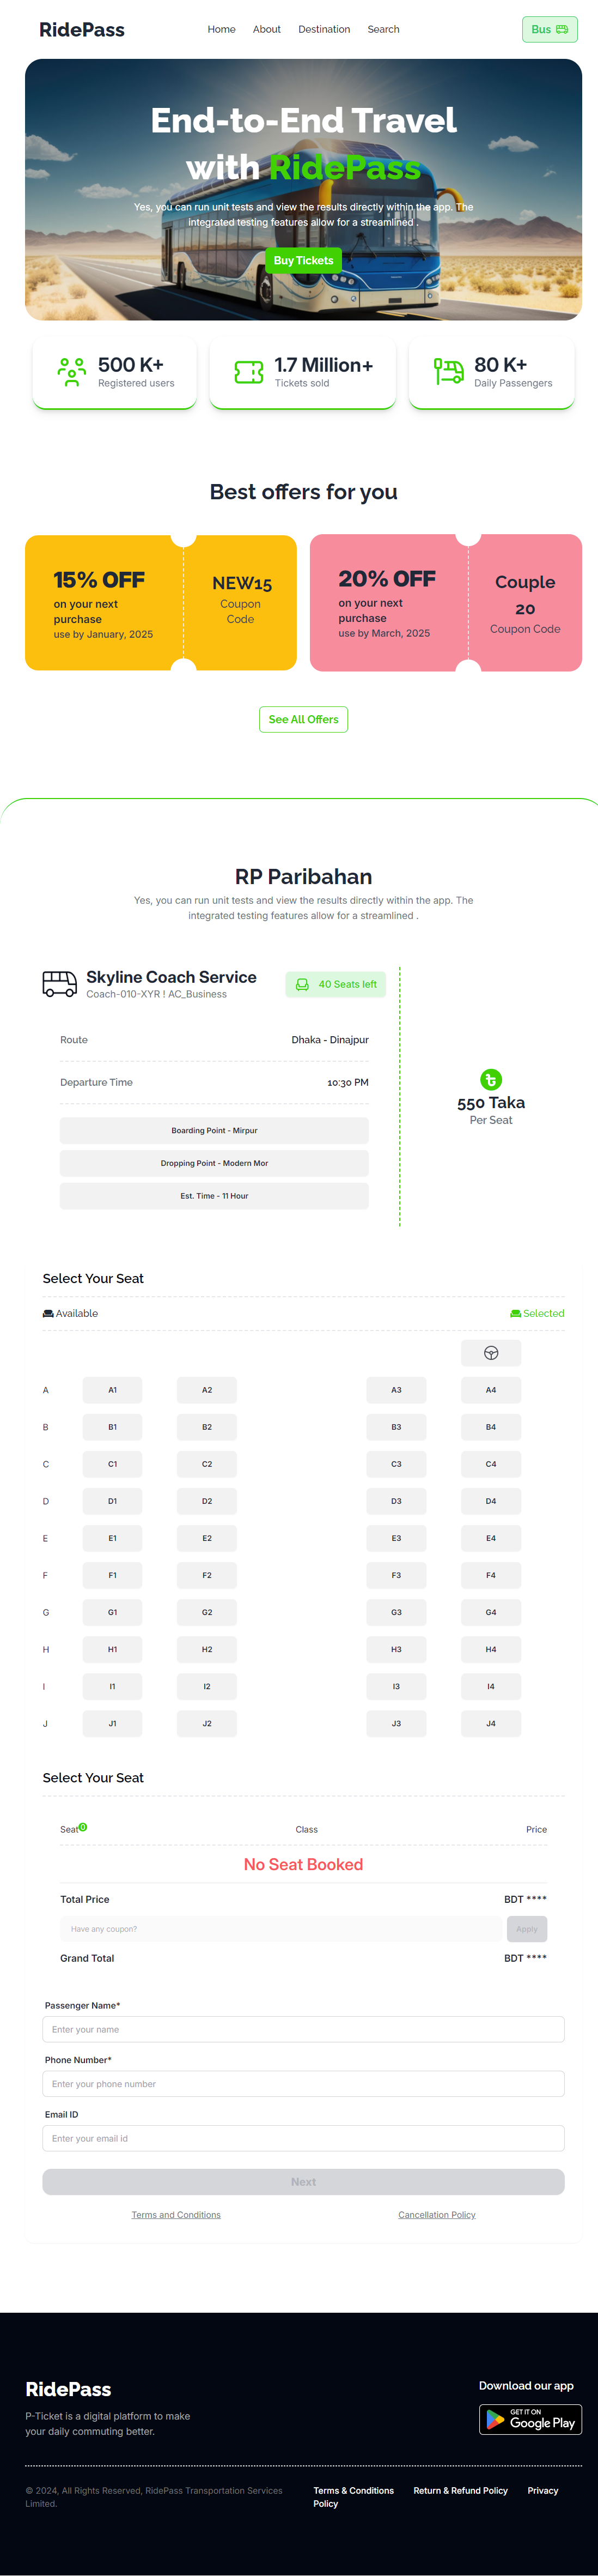 RidePass
Home About Destination Search
Bus
End-to-End Travel
with RidePass
Yes, you can run unit tests and view the results directly within the app. The
integrated testing features allow for a streamlined .
Buy Tickets
500 K+
Registered users
1.7 Million+
Tickets sold
80 K+
Daily Passengers
Best offers for you
15% OFF
on your next
purchase
use by January, 2025
NEW15
Coupon
Code
20% OFF
on your next
purchase
use by March, 2025
Couple
20
Coupon Code
See All Offers
RP Paribahan
Yes, you can run unit tests and view the results directly within the app. The
integrated testing features allow for a streamlined .
Skyline Coach Service
Coach-010-XYR ! AC_Business
40 Seats left
Route Dhaka - Dinajpur
Departure Time 10:30 PM
Boarding Point - Mirpur
Dropping Point - Modern Mor
Est. Time - 11 Hour
৳
550 Taka
Per Seat
Select Your Seat
Available Selected
A A1 A2 A3 A4
B B1 B2 B3 B4
C C1 C2 C3 C4
D D1 D2 D3 D4
E E1 E2 E3 E4
F F1 F2 F3 F4
G G1 G2 G3 G4
H H1 H2 H3 H4
I I1 I2 I3 I4
J J1 J2 J3 J4
Select Your Seat
Seat 0 Class Price
No Seat Booked
Total Price BDT ****
Have any coupon? Apply
Grand Total BDT ****
Passenger Name*
Enter your name
Phone Number*
Enter your phone number
Email ID
Enter your email id
Next
Terms and Conditions Cancellation Policy
RidePass
P-Ticket is a digital platform to make
your daily commuting better.
Download our app
GET IT ON
Google Play
© 2024, All Rights Reserved, RidePass Transportation Services
Limited.
Terms & Conditions Return & Refund Policy Privacy
Policy